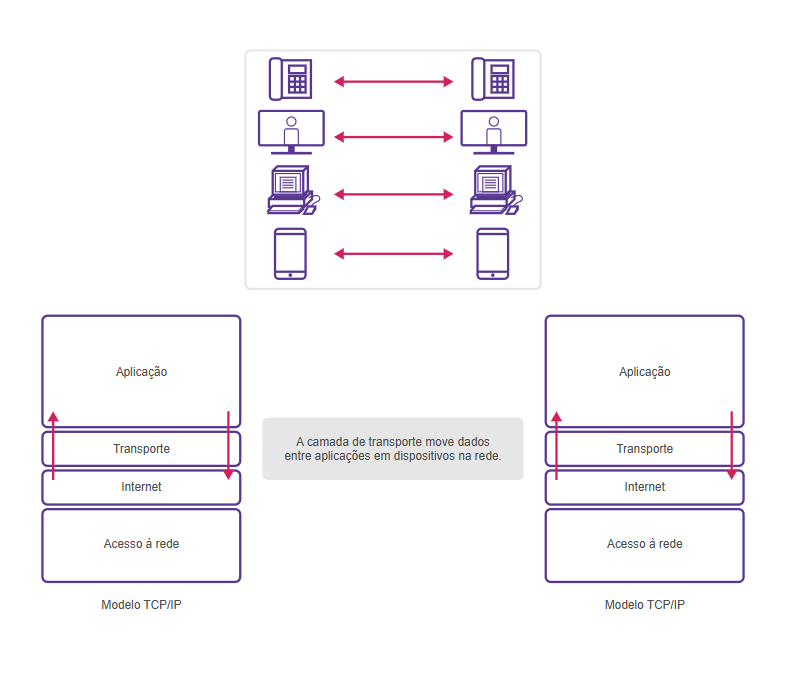 Aplicação
Transporte
Internet
Acesso à rede
Modelo TCP/IP
A camada de transporte move dados
entre aplicações em dispositivos na rede.
Aplicação
Transporte
Internet
Acesso à rede
Modelo TCP/IP